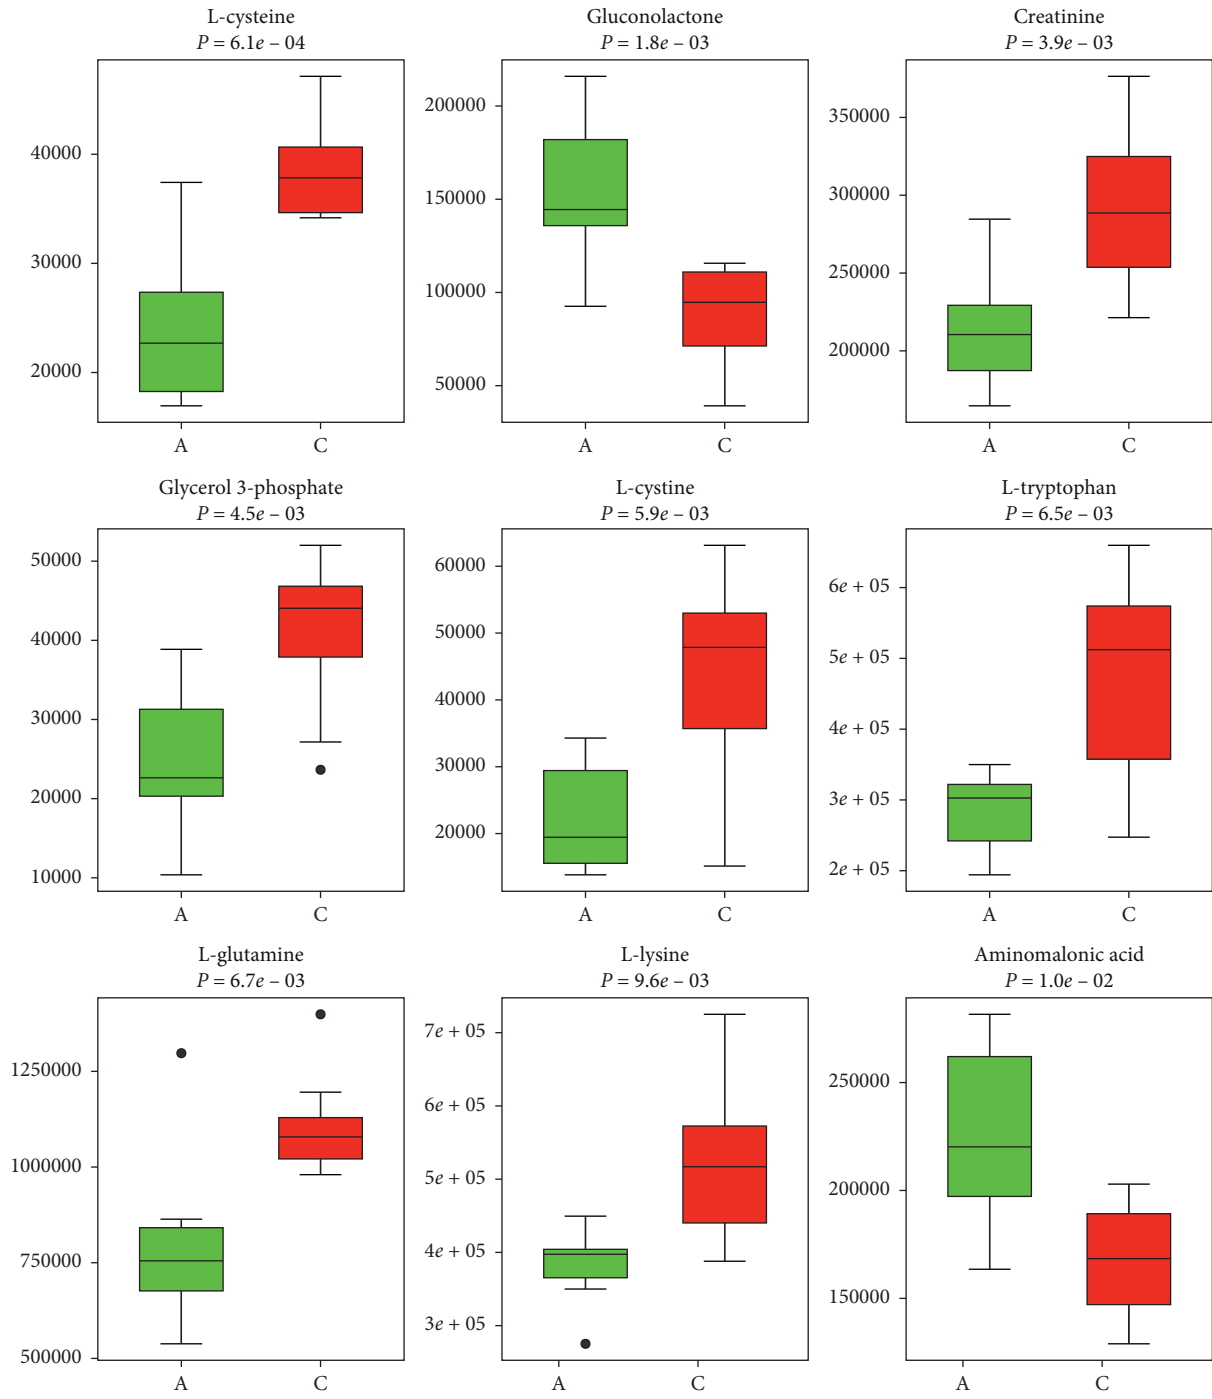 L-cysteine
P = 6.1e – 04
40000
30000
20000
A
C
Gluconolactone
P = 1.8e – 03
200000
150000
100000
50000
A
C
Creatinine
P = 3.9e – 03
350000
300000
250000
200000
A
C
Glycerol 3-phosphate
P = 4.5e – 03
50000
40000
30000
20000
10000
A
C
L-cystine
P = 5.9e – 03
60000
50000
40000
30000
20000
A
C
L-tryptophan
P = 6.5e – 03
6e + 05
5e + 05
4e + 05
3e + 05
2e + 05
A
C
L-glutamine
P = 6.7e – 03
1250000
1000000
750000
500000
A
C
L-lysine
P = 9.6e – 03
7e + 05
6e + 05
5e + 05
4e + 05
3e + 05
A
C
Aminomalonic acid
P = 1.0e – 02
250000
200000
150000
A
C